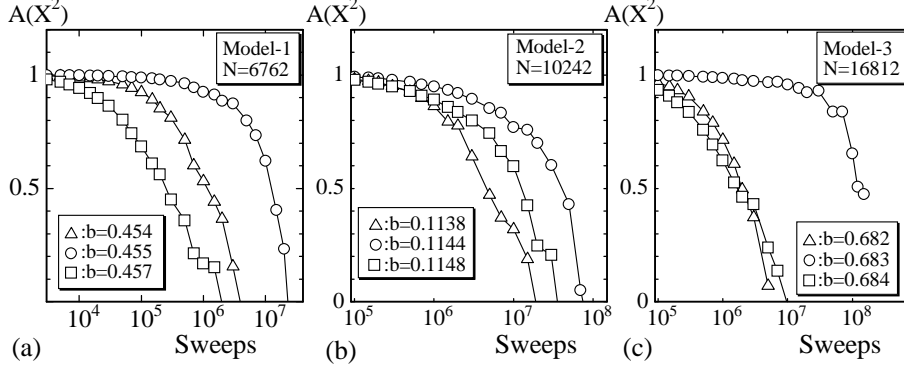 A(X²)
Model-1
N=6762
1
0.5
△:b=0.454
○:b=0.455
□:b=0.457
10⁴ 10⁵ 10⁶ 10⁷
(a) Sweeps
A(X²)
Model-2
N=10242
1
0.5
△:b=0.1138
○:b=0.1144
□:b=0.1148
0
10⁵ 10⁶ 10⁷ 10⁸
(b) Sweeps
A(X²)
Model-3
N=16812
1
0.5
△:b=0.682
○:b=0.683
□:b=0.684
0
10⁵ 10⁶ 10⁷ 10⁸
(c) Sweeps